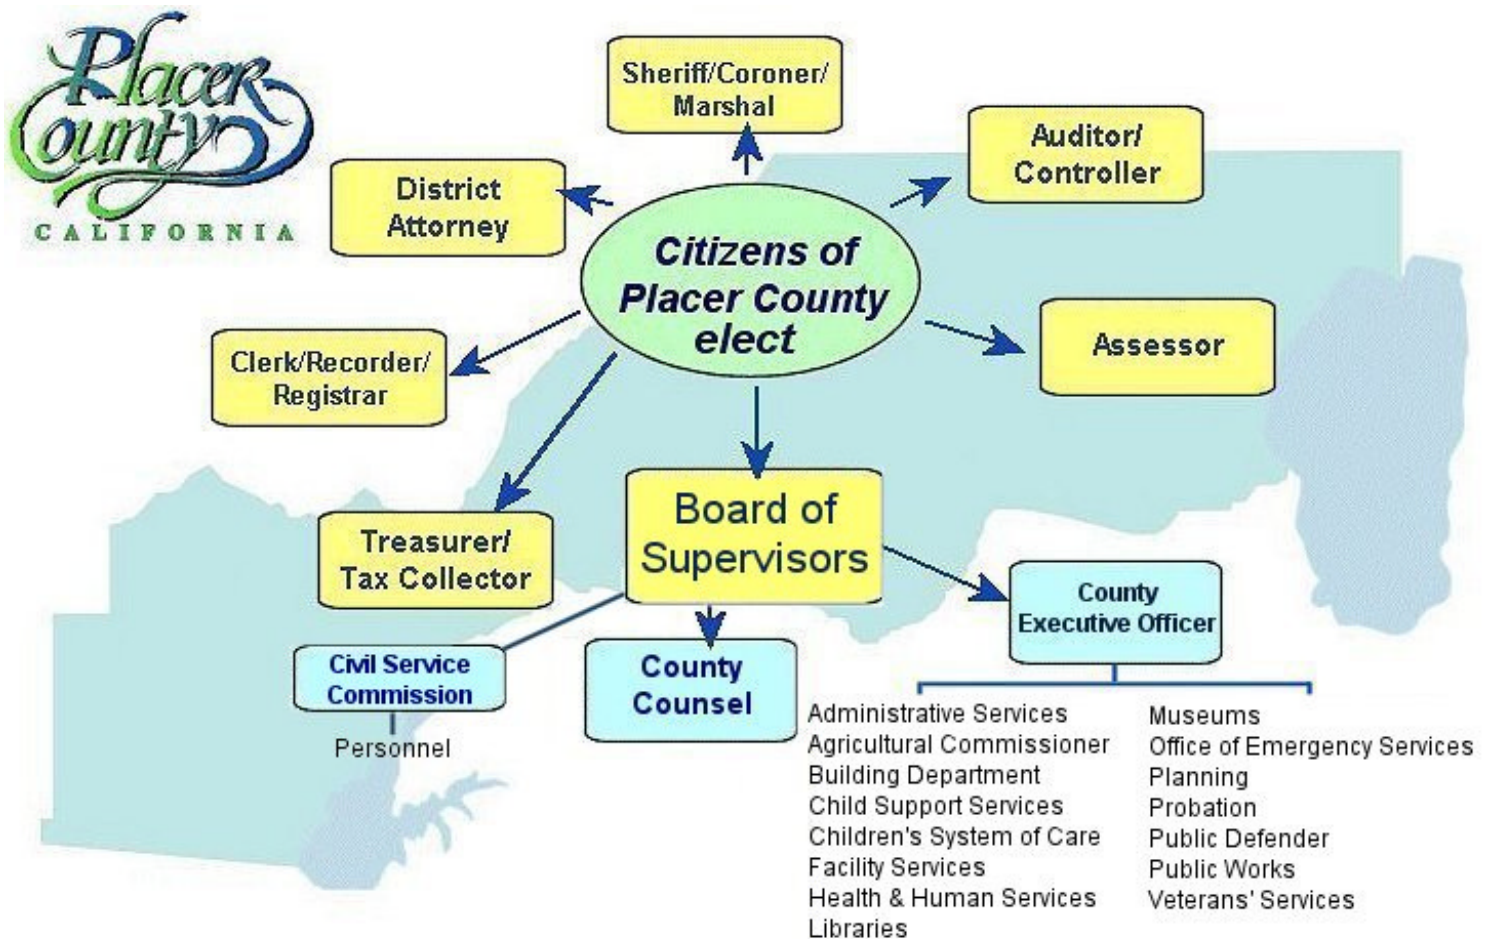 Placer
County
CALIFORNIA
Sheriff/Coroner/
Marshal
Auditor/
Controller
District
Attorney
Citizens of
Placer County
elect
Clerk/Recorder/
Registrar
Assessor
Treasurer/
Tax Collector
Board of
Supervisors
County
Executive Officer
Civil Service
Commission
Personnel
County
Counsel
Administrative Services
Agricultural Commissioner
Building Department
Child Support Services
Children's System of Care
Facility Services
Health & Human Services
Libraries
Museums
Office of Emergency Services
Planning
Probation
Public Defender
Public Works
Veterans' Services